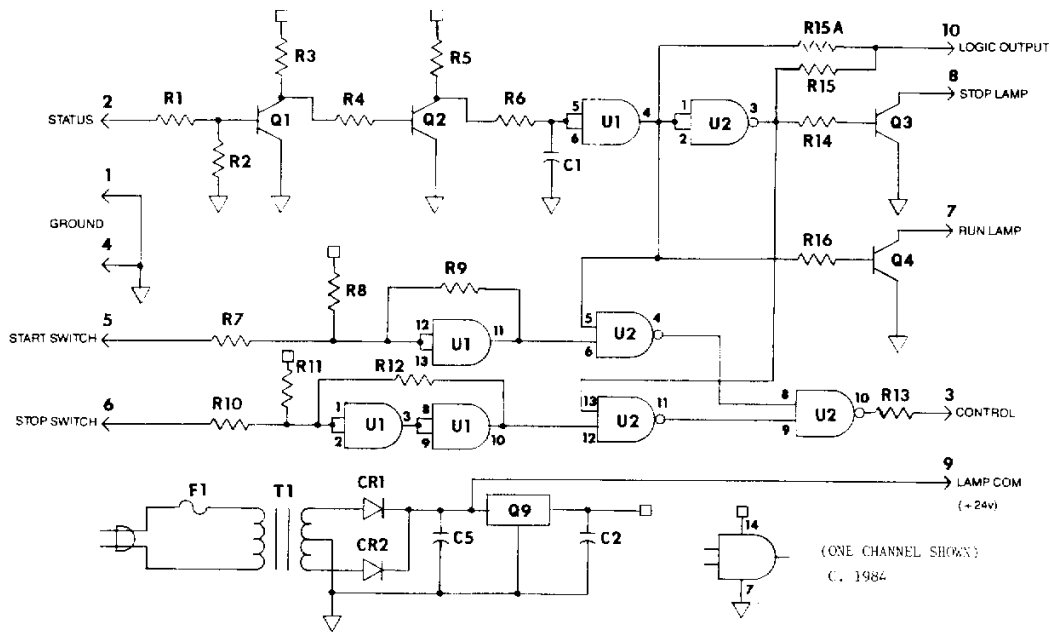 R15A
10
LOGIC OUTPUT
R3
R5
R15
8
STOP LAMP
2
STATUS
R1
Q1
R4
Q2
R6
5
6
U1
4
1
2
U2
3
R14
Q3
R2
C1
1
GROUND
4
7
RUN LAMP
R16
Q4
R8
R9
5
START SWITCH
R7
12
13
U1
11
5
6
U2
4
R11
R12
6
STOP SWITCH
R10
1
2
U1
3
8
9
U1
10
13
12
U2
11
8
9
U2
10
R13
3
CONTROL
9
LAMP COM
(+24v)
F1
T1
CR1
CR2
C5
Q9
C2
14
7
(ONE CHANNEL SHOWN)
C. 1984